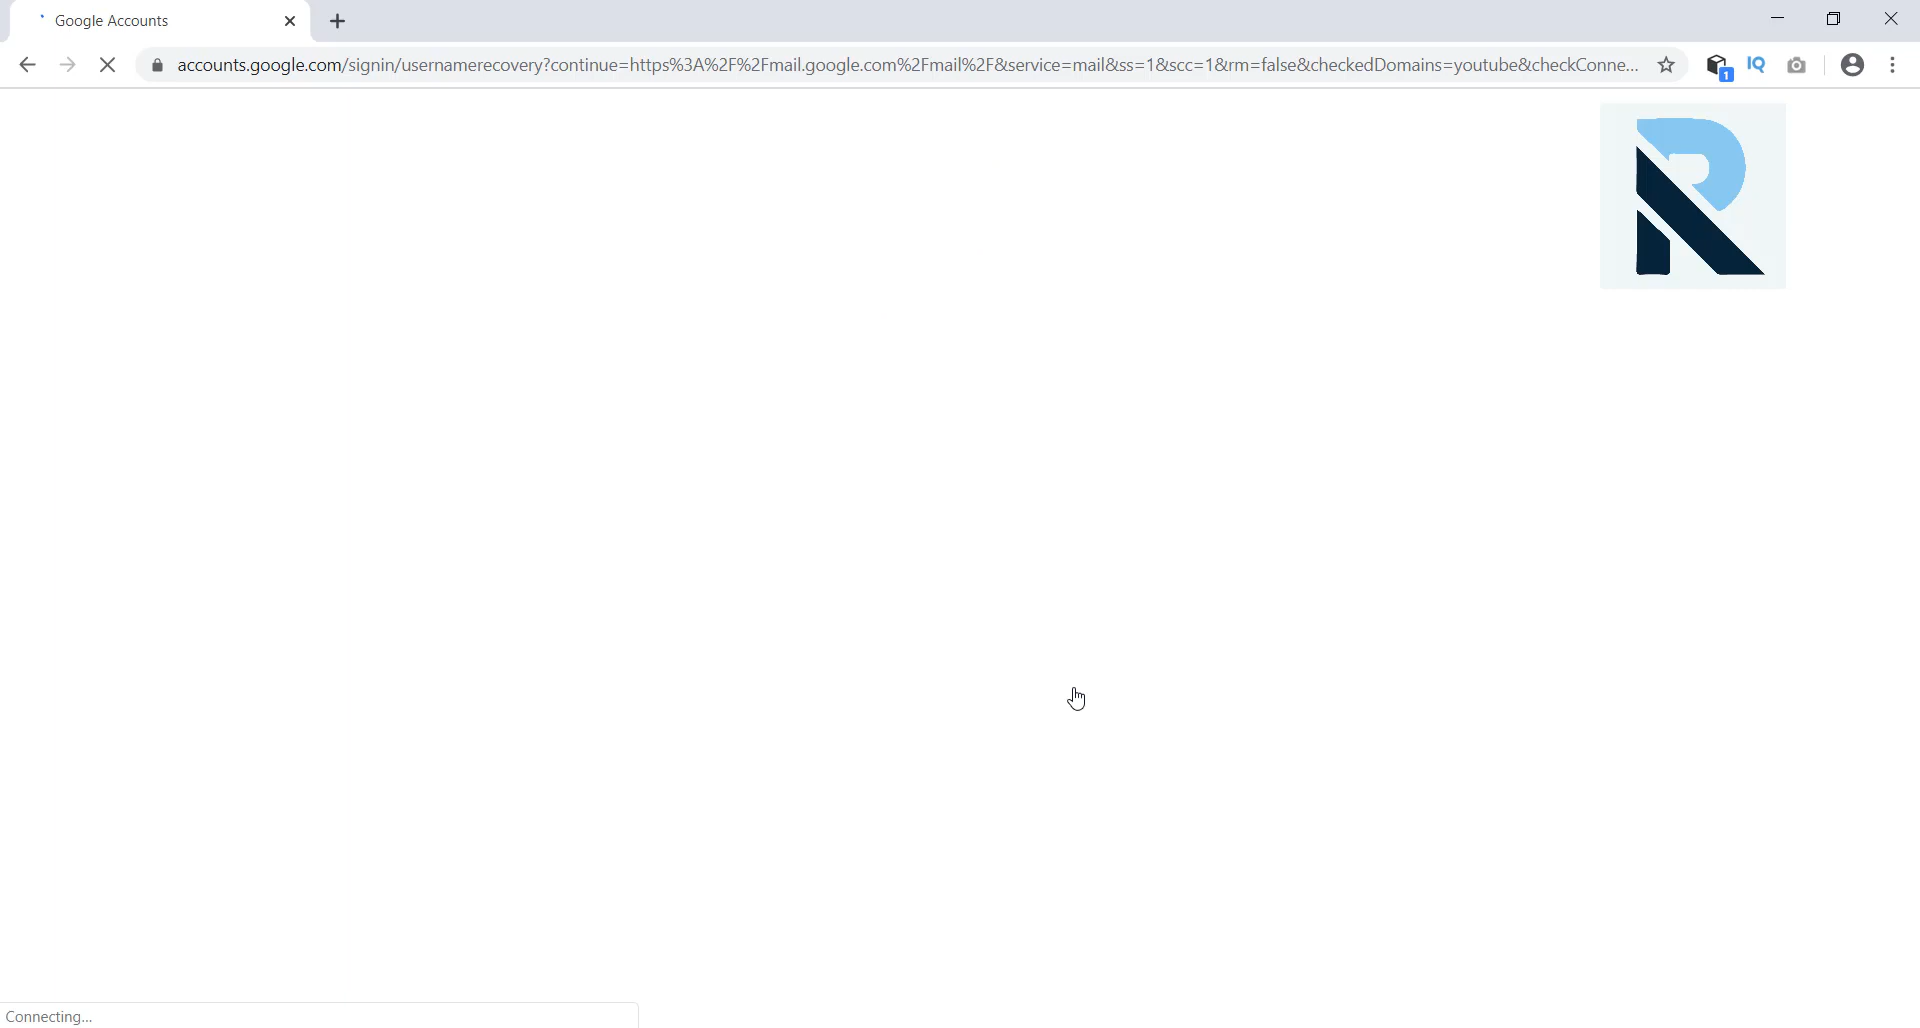 Google Accounts
accounts.google.com/signin/usernamerecovery?continue=https%3A%2F%2Fmail.google.com%2Fmail%2F&service=mail&ss=1&scc=1&rm=false&checkedDomains=youtube&checkConne...
1
IQ
R
Connecting...